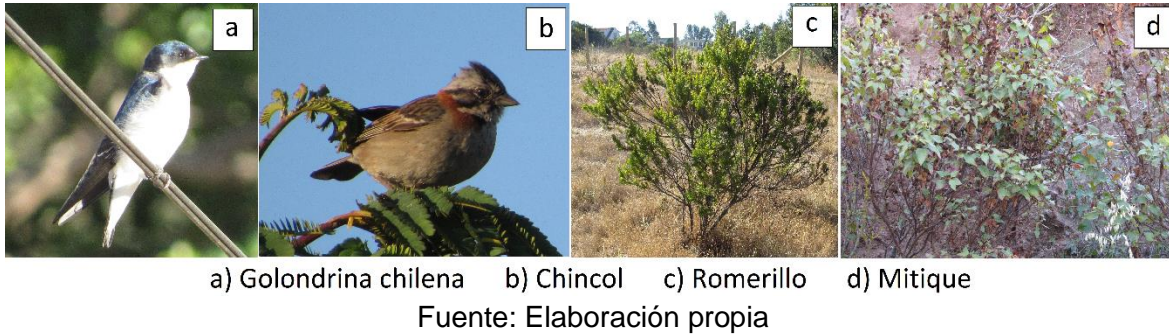 a b c d
a) Golondrina chilena b) Chincol c) Romerillo d) Mitique
Fuente: Elaboración propia